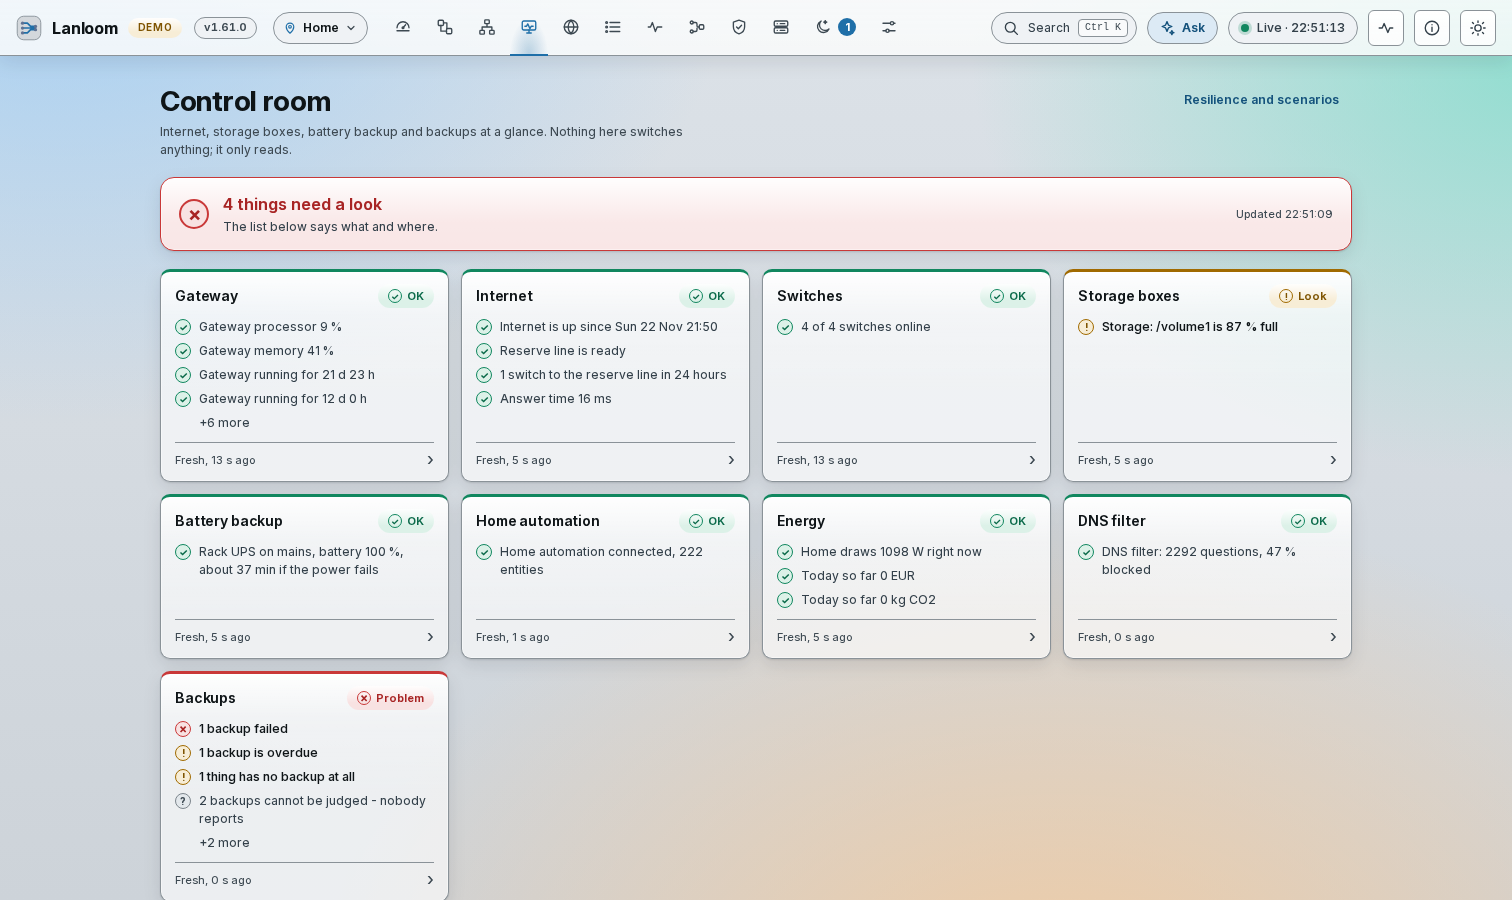 Lanloom DEMO v1.61.0 Home 1 Search Ctrl K Ask Live · 22:51:13
Control room
Resilience and scenarios
Internet, storage boxes, battery backup and backups at a glance. Nothing here switches
anything; it only reads.
4 things need a look
The list below says what and where.
Updated 22:51:09
Gateway OK
Gateway processor 9 %
Gateway memory 41 %
Gateway running for 21 d 23 h
Gateway running for 12 d 0 h
+6 more
Fresh, 13 s ago
Internet OK
Internet is up since Sun 22 Nov 21:50
Reserve line is ready
1 switch to the reserve line in 24 hours
Answer time 16 ms
Fresh, 5 s ago
Switches OK
4 of 4 switches online
Fresh, 13 s ago
Storage boxes Look
Storage: /volume1 is 87 % full
Fresh, 5 s ago
Battery backup OK
Rack UPS on mains, battery 100 %,
about 37 min if the power fails
Fresh, 5 s ago
Home automation OK
Home automation connected, 222
entities
Fresh, 1 s ago
Energy OK
Home draws 1098 W right now
Today so far 0 EUR
Today so far 0 kg CO2
Fresh, 5 s ago
DNS filter OK
DNS filter: 2292 questions, 47 %
blocked
Fresh, 0 s ago
Backups Problem
1 backup failed
1 backup is overdue
1 thing has no backup at all
2 backups cannot be judged - nobody
reports
+2 more
Fresh, 0 s ago